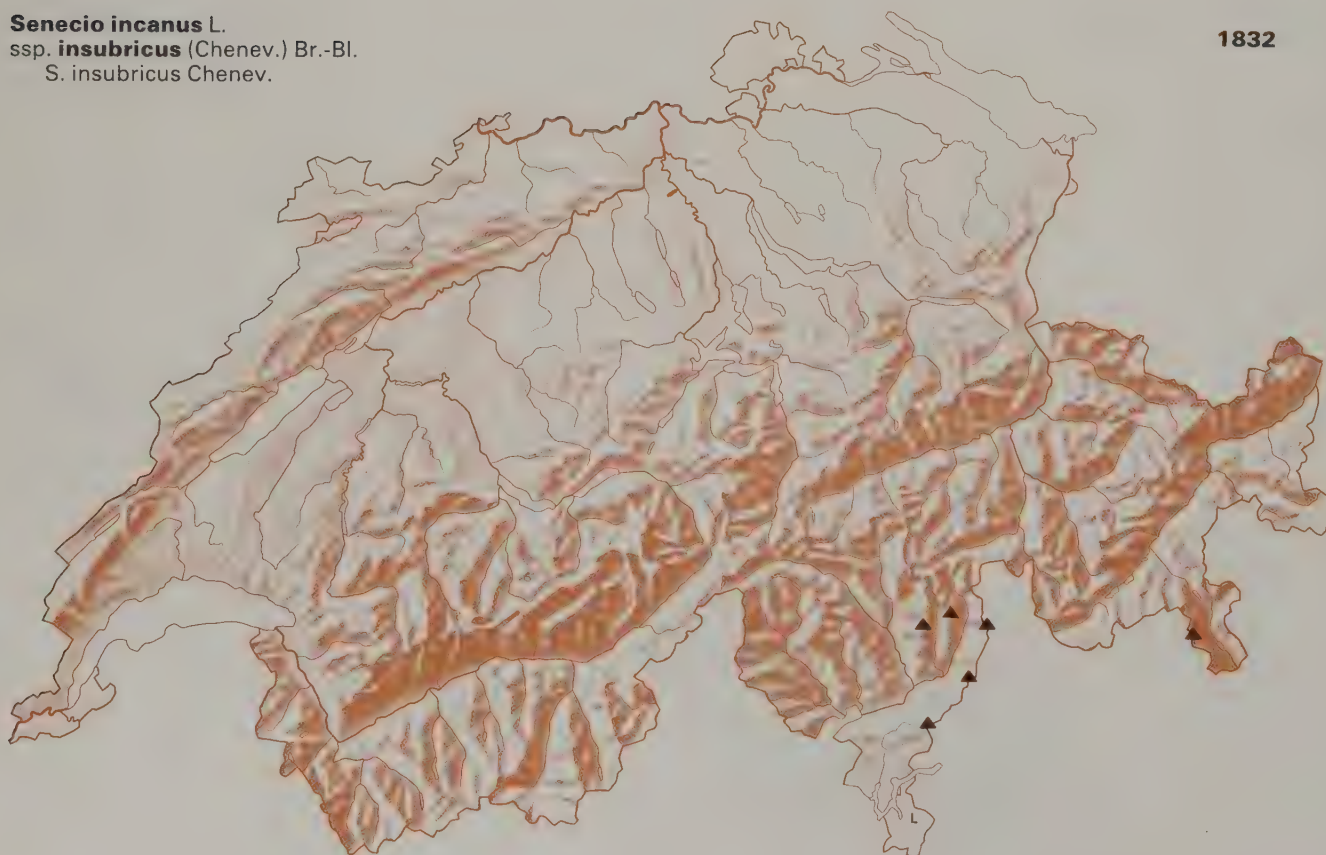 Senecio incanus L.
ssp. insubricus (Chenev.) Br.-Bl.
S. insubricus Chenev.
1832
L